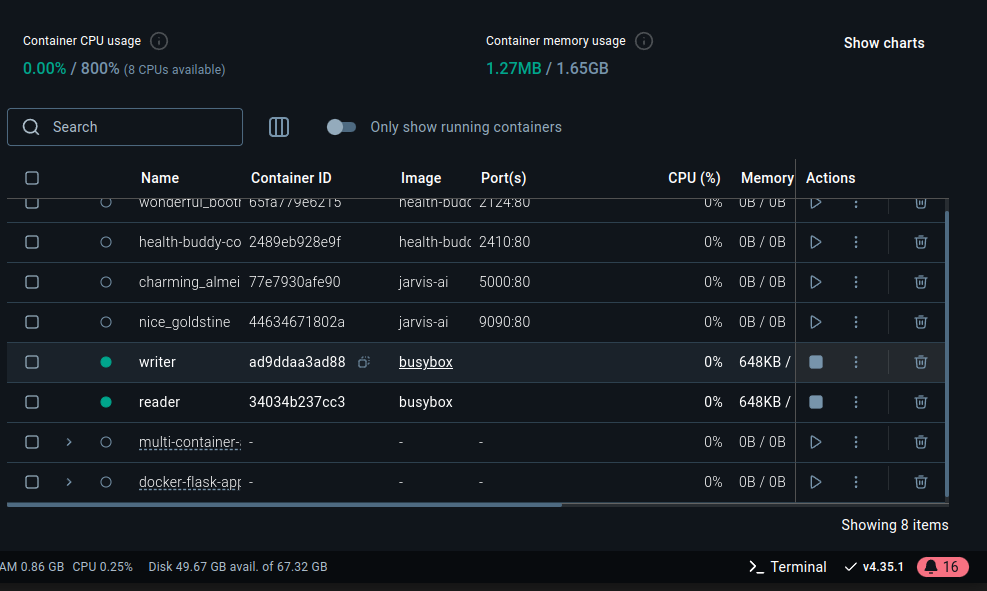 Container CPU usage
Container memory usage
Show charts
0.00% / 800% (8 CPUs available)
1.27MB / 1.65GB
Search
Only show running containers
Name Container ID Image Port(s) CPU (%) Memory Actions
wonderful_booth 65fa779e6215 health-budd 2124:80 0% 0B / 0B
health-buddy-co 2489eb928e9f health-budd 2410:80 0% 0B / 0B
charming_almei 77e7930afe90 jarvis-ai 5000:80 0% 0B / 0B
nice_goldstine 44634671802a jarvis-ai 9090:80 0% 0B / 0B
writer ad9ddaa3ad88 busybox 0% 648KB /
reader 34034b237cc3 busybox 0% 648KB /
multi-container- - - - 0% 0B / 0B
docker-flask-app - - - 0% 0B / 0B
Showing 8 items
AM 0.86 GB CPU 0.25% Disk 49.67 GB avail. of 67.32 GB
Terminal v4.35.1 16